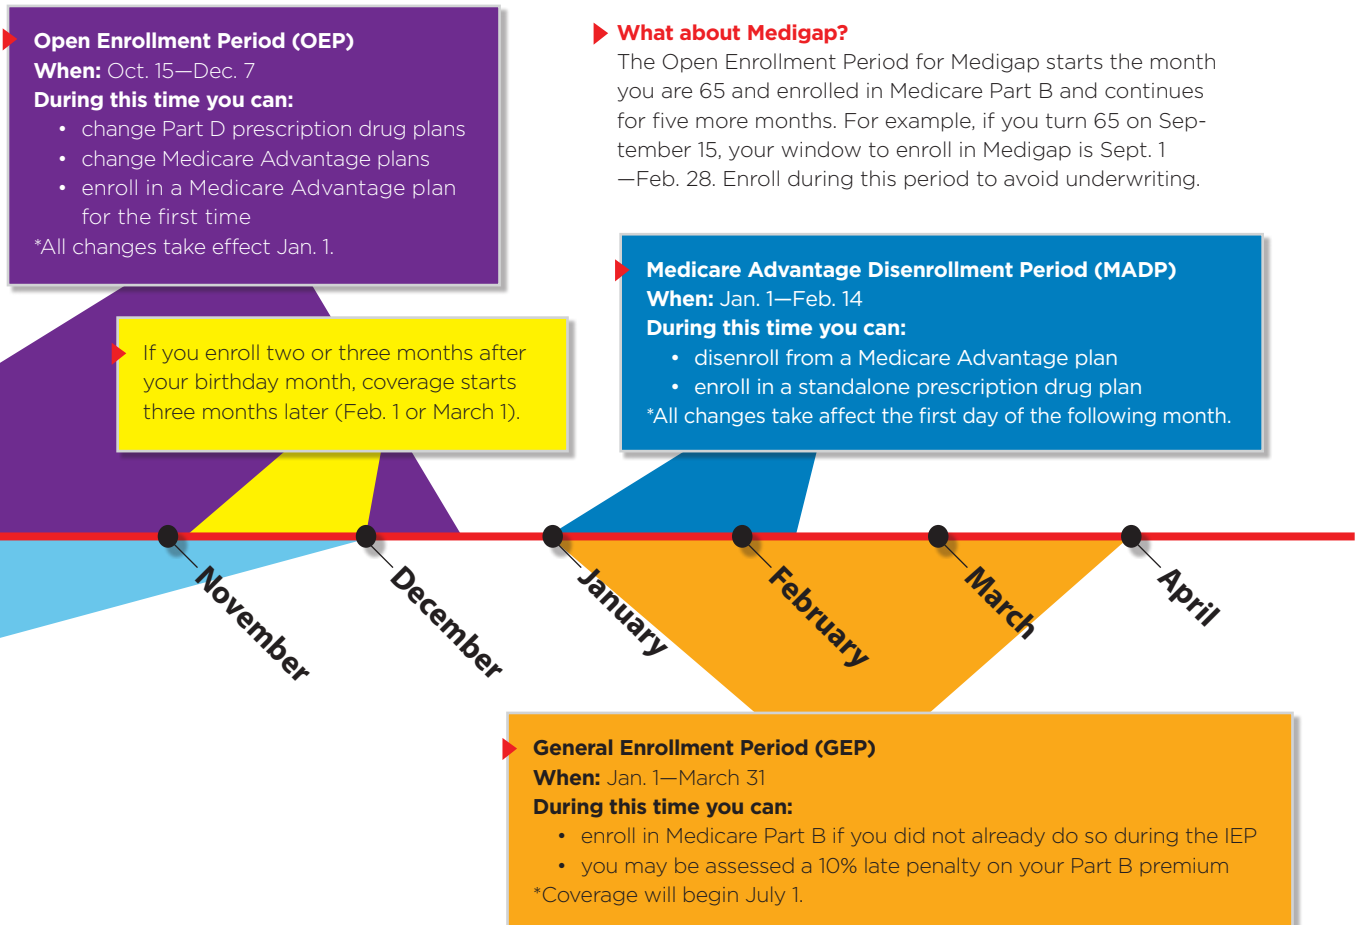 Open Enrollment Period (OEP)
When: Oct. 15—Dec. 7
During this time you can:
• change Part D prescription drug plans
• change Medicare Advantage plans
• enroll in a Medicare Advantage plan
for the first time
*All changes take effect Jan. 1.
What about Medigap?
The Open Enrollment Period for Medigap starts the month
you are 65 and enrolled in Medicare Part B and continues
for five more months. For example, if you turn 65 on Sep-
tember 15, your window to enroll in Medigap is Sept. 1
—Feb. 28. Enroll during this period to avoid underwriting.
If you enroll two or three months after
your birthday month, coverage starts
three months later (Feb. 1 or March 1).
Medicare Advantage Disenrollment Period (MADP)
When: Jan. 1—Feb. 14
During this time you can:
• disenroll from a Medicare Advantage plan
• enroll in a standalone prescription drug plan
*All changes take affect the first day of the following month.
November
December
January
February
March
April
General Enrollment Period (GEP)
When: Jan. 1—March 31
During this time you can:
• enroll in Medicare Part B if you did not already do so during the IEP
• you may be assessed a 10% late penalty on your Part B premium
*Coverage will begin July 1.